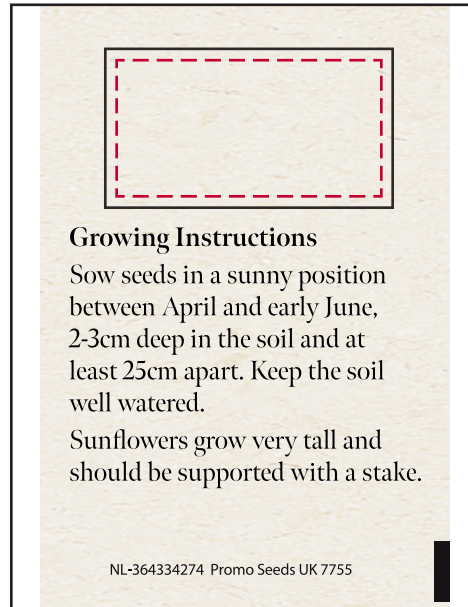 Growing Instructions
Sow seeds in a sunny position
between April and early June,
2-3cm deep in the soil and at
least 25cm apart. Keep the soil
well watered.
Sunflowers grow very tall and
should be supported with a stake.
NL-364334274 Promo Seeds UK 7755